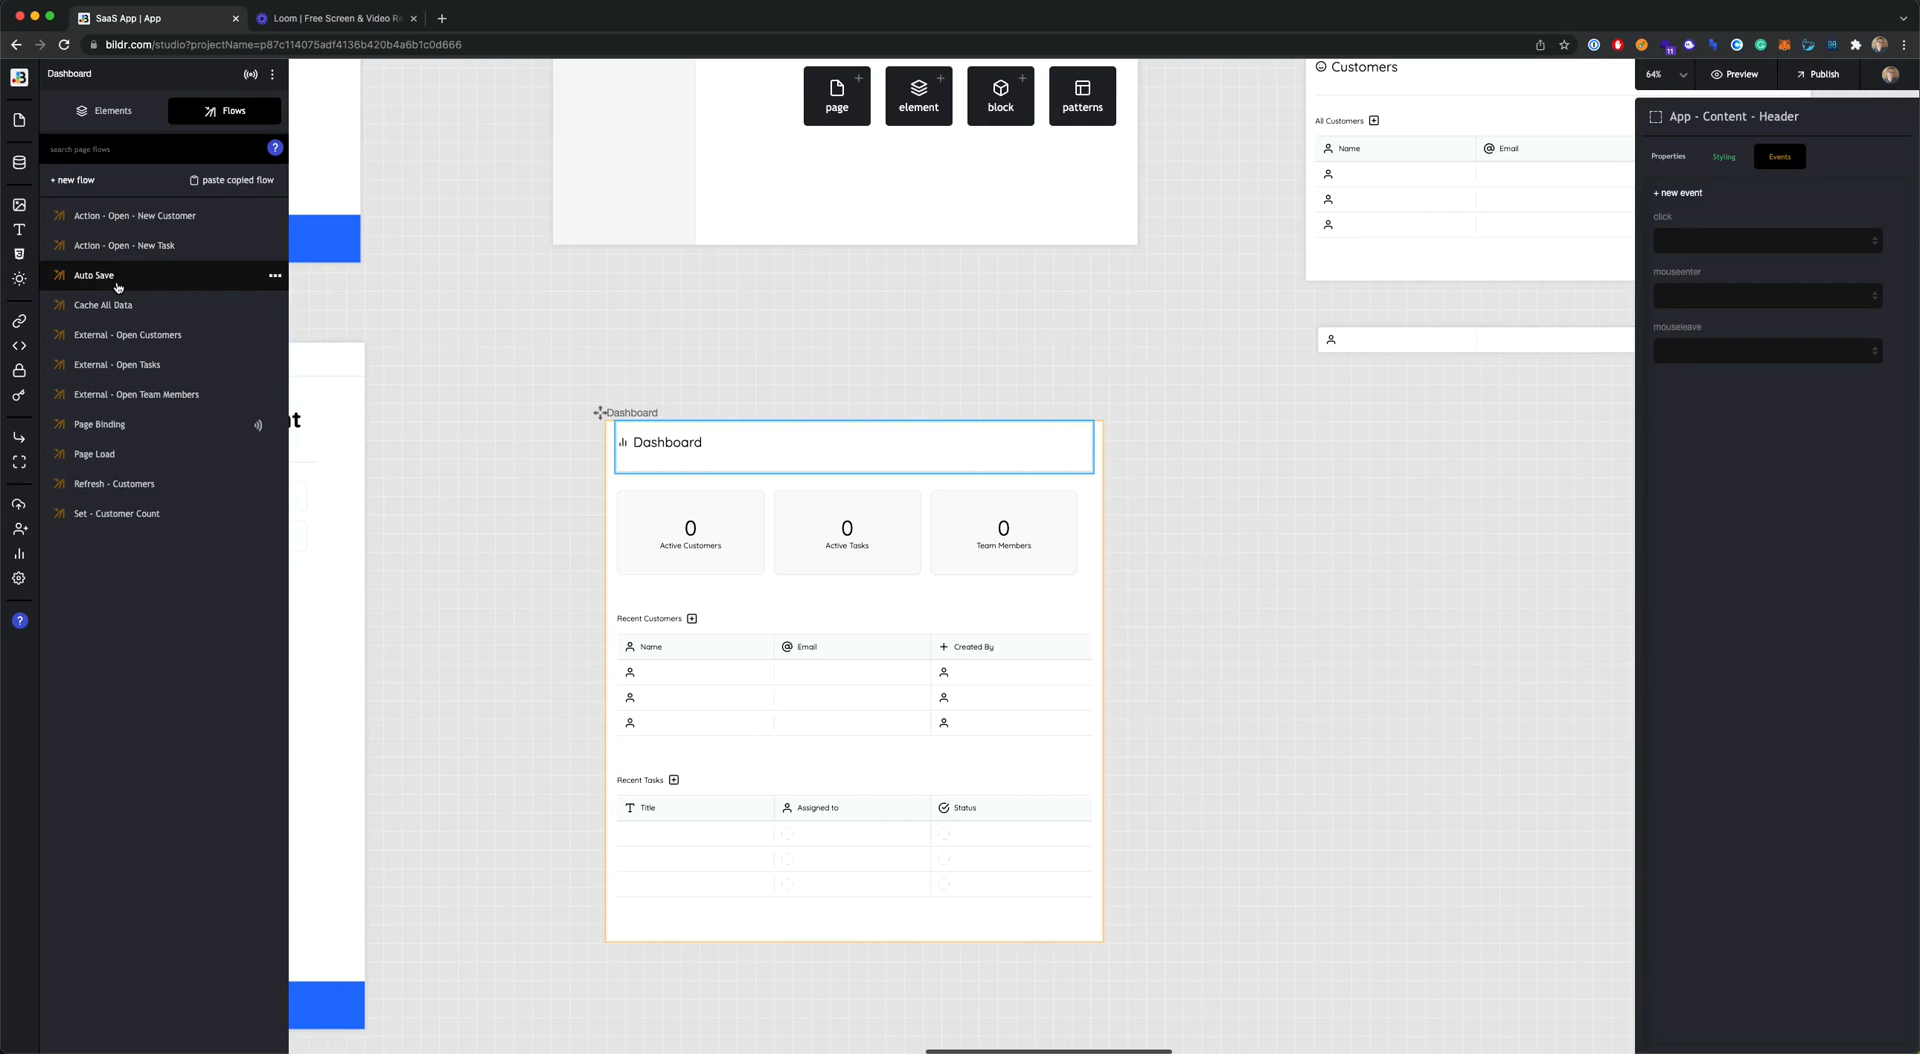 SaaS App | App
Loom | Free Screen & Video Re
bildr.com/studio?projectName=p87c114075adf4136b420b4a6b1c0d666
11
Dashboard
Elements
Flows
search page flows
?
+ new flow
paste copied flow
Action - Open - New Customer
Action - Open - New Task
Auto Save
Cache All Data
External - Open Customers
External - Open Tasks
External - Open Team Members
Page Binding
Page Load
Refresh - Customers
Set - Customer Count
?
nt
page
element
block
patterns
Dashboard
Dashboard
0
Active Customers
0
Active Tasks
0
Team Members
Recent Customers
Name
Email
Created By
Recent Tasks
Title
Assigned to
Status
Customers
All Customers
Name
Email
64%
Preview
Publish
App - Content - Header
Properties
Styling
Events
+ new event
click
mouseenter
mouseleave